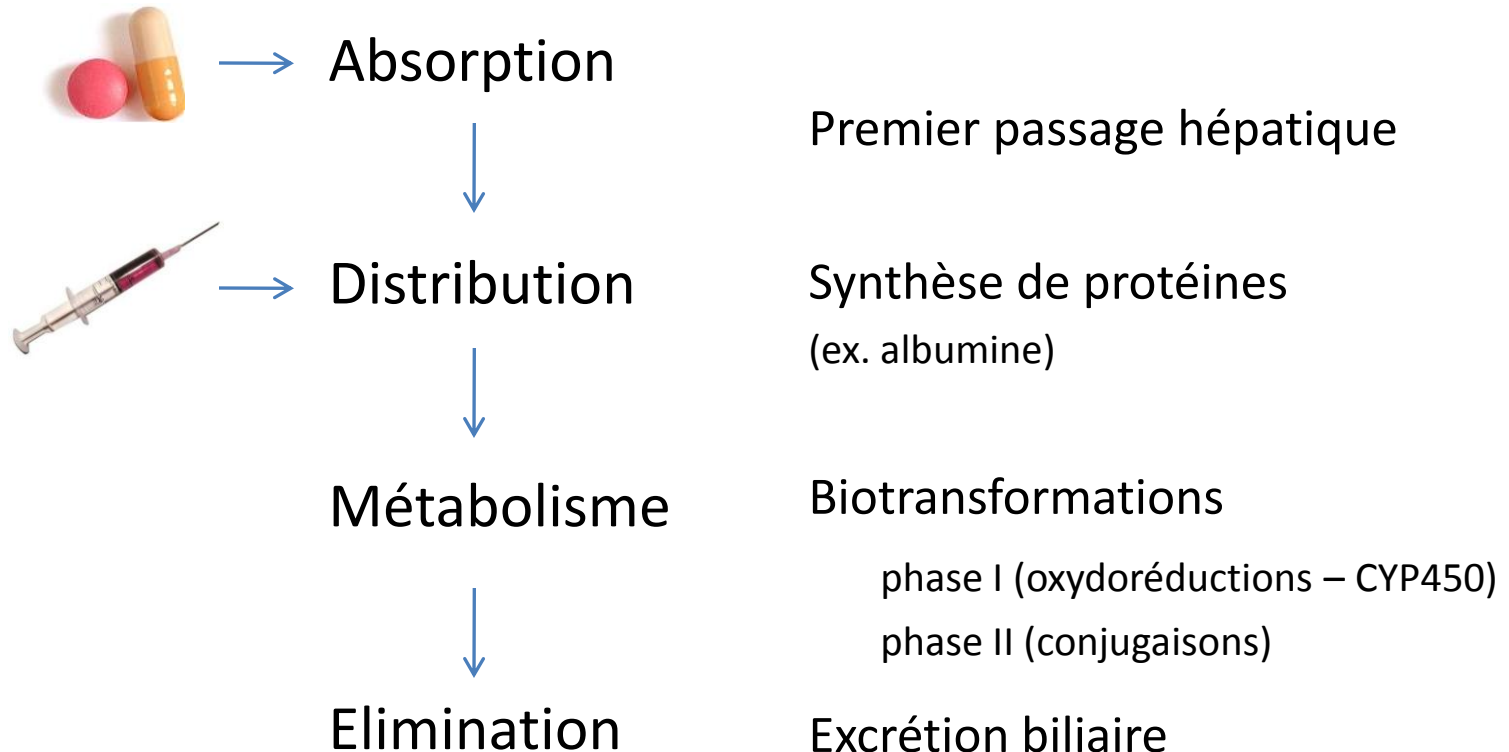 Absorption
Premier passage hépatique
Distribution
Synthèse de protéines
(ex. albumine)
Métabolisme
Biotransformations
phase I (oxydoréductions – CYP450)
phase II (conjugaisons)
Elimination
Excrétion biliaire